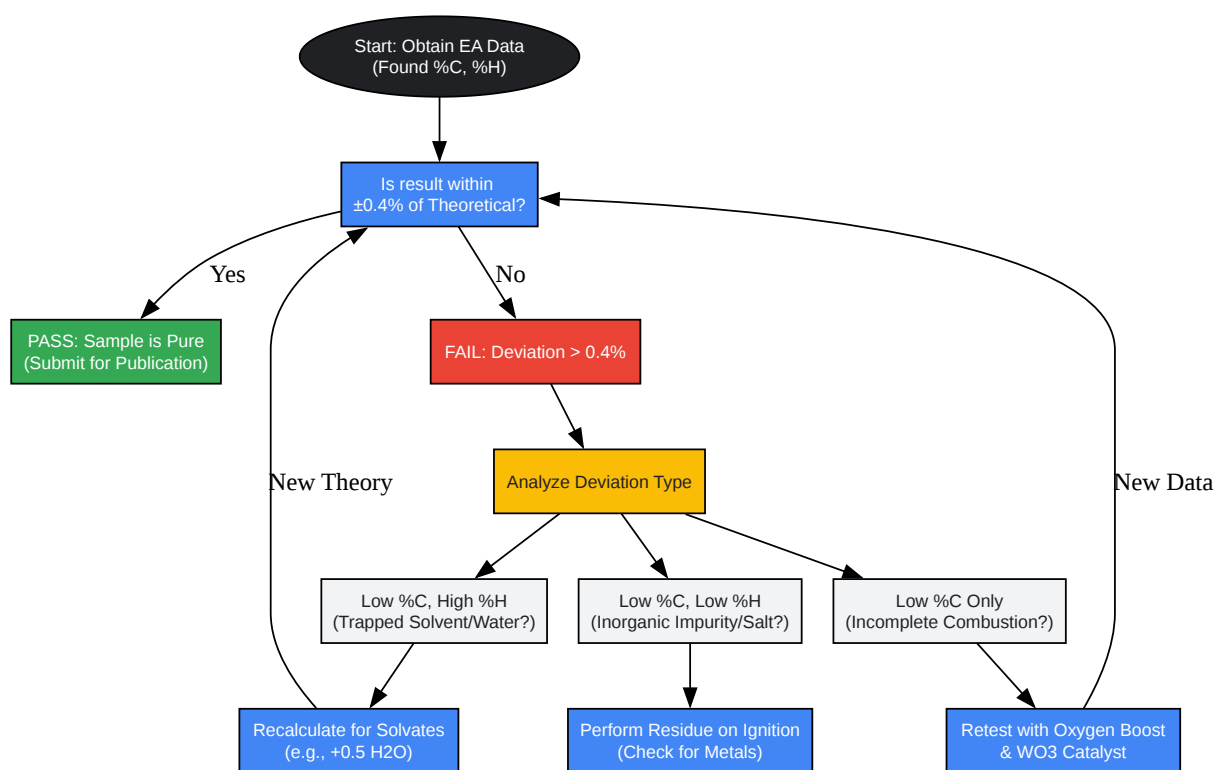 Start: Obtain EA Data
(Found %C, %H)
Is result within
±0.4% of Theoretical?
Yes
No
PASS: Sample is Pure
(Submit for Publication)
FAIL: Deviation > 0.4%
New Theory
Analyze Deviation Type
New Data
Low %C, High %H
(Trapped Solvent/Water?)
Low %C, Low %H
(Inorganic Impurity/Salt?)
Low %C Only
(Incomplete Combustion?)
Recalculate for Solvates
(e.g., +0.5 H2O)
Perform Residue on Ignition
(Check for Metals)
Retest with Oxygen Boost
& WO3 Catalyst